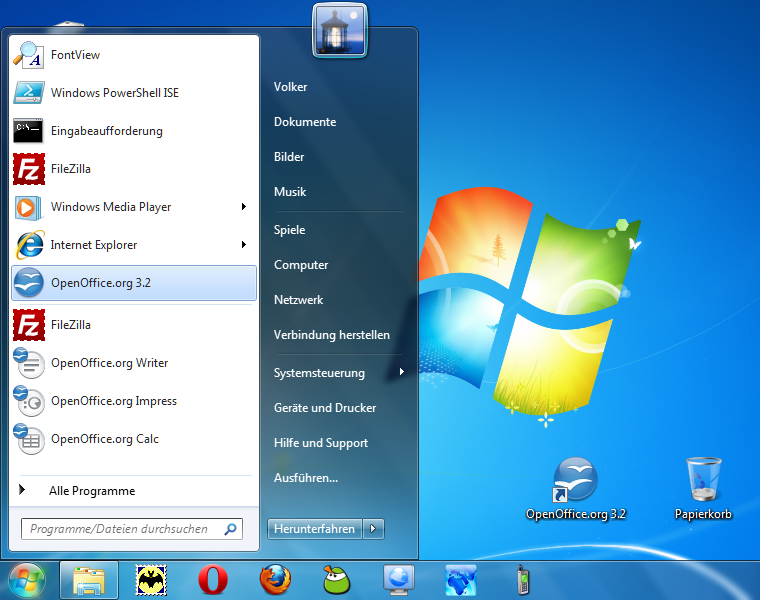 FontView
Windows PowerShell ISE
C:\_
Eingabeaufforderung
FZ
FileZilla
Windows Media Player
Internet Explorer
OpenOffice.org 3.2
FZ
FileZilla
OpenOffice.org Writer
OpenOffice.org Impress
OpenOffice.org Calc
Alle Programme
Programme/Dateien durchsuchen
Volker
Dokumente
Bilder
Musik
Spiele
Computer
Netzwerk
Verbindung herstellen
Systemsteuerung
Geräte und Drucker
Hilfe und Support
Ausführen...
Herunterfahren
OpenOffice.org 3.2
Papierkorb